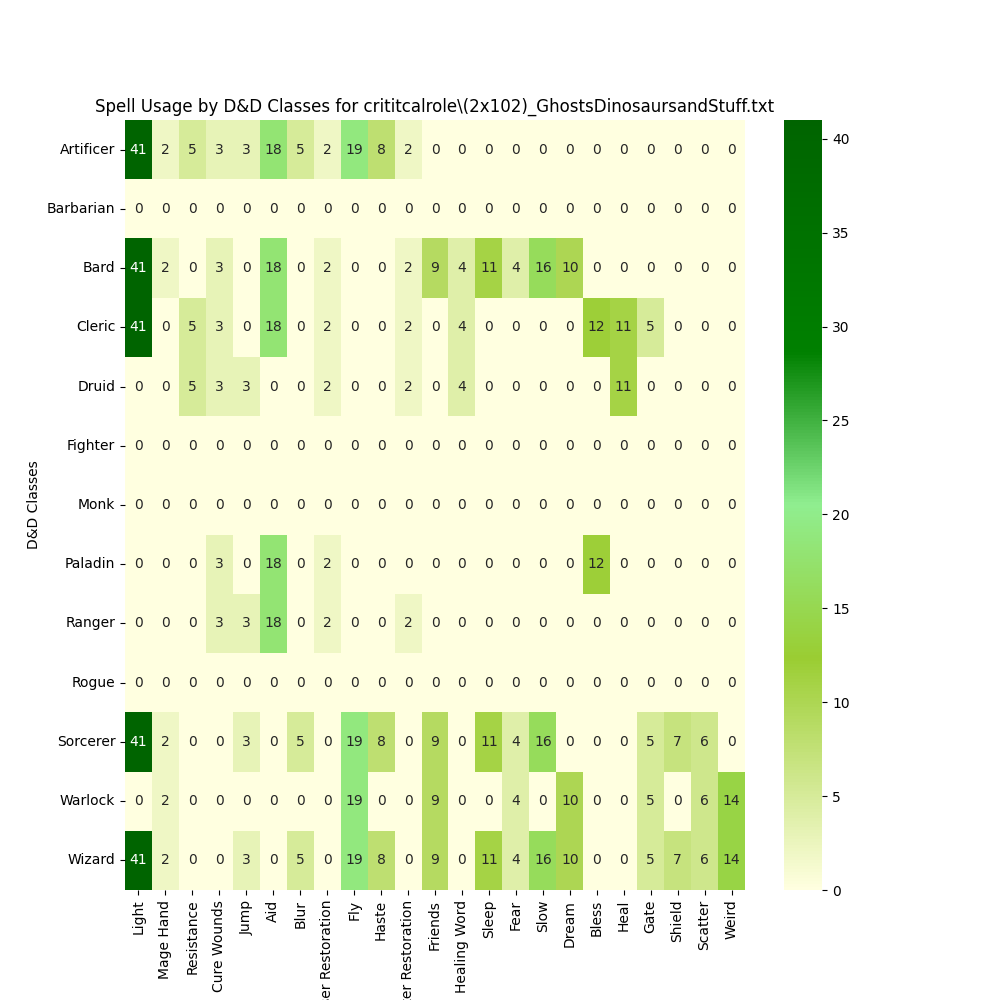 Spell Usage by D&D Classes for crititcalrole\(2x102)_GhostsDinosaursandStuff.txt
Artificer 41 2 5 3 3 18 5 2 19 8 2 0 0 0 0 0 0 0 0 0 0 0 0
Barbarian 0 0 0 0 0 0 0 0 0 0 0 0 0 0 0 0 0 0 0 0 0 0 0
Bard 41 2 0 3 0 18 0 2 0 0 2 9 4 11 4 16 10 0 0 0 0 0 0
Cleric 41 0 5 3 0 18 0 2 0 0 2 0 4 0 0 0 0 12 11 5 0 0 0
Druid 0 0 5 3 3 0 0 2 0 0 2 0 4 0 0 0 0 0 11 0 0 0 0
Fighter 0 0 0 0 0 0 0 0 0 0 0 0 0 0 0 0 0 0 0 0 0 0 0
Monk 0 0 0 0 0 0 0 0 0 0 0 0 0 0 0 0 0 0 0 0 0 0 0
Paladin 0 0 0 3 0 18 0 2 0 0 0 0 0 0 0 0 0 12 0 0 0 0 0
Ranger 0 0 0 3 3 18 0 2 0 0 2 0 0 0 0 0 0 0 0 0 0 0 0
Rogue 0 0 0 0 0 0 0 0 0 0 0 0 0 0 0 0 0 0 0 0 0 0 0
Sorcerer 41 2 0 0 3 0 5 0 19 8 0 9 0 11 4 16 0 0 0 5 7 6 0
Warlock 0 2 0 0 0 0 0 0 19 0 0 9 0 0 4 0 10 0 0 5 0 6 14
Wizard 41 2 0 0 3 0 5 0 19 8 0 9 0 11 4 16 10 0 0 5 7 6 14
D&D Classes
Light
Mage Hand
Resistance
Cure Wounds
Jump
Aid
Blur
er Restoration
Fly
Haste
er Restoration
Friends
Healing Word
Sleep
Fear
Slow
Dream
Bless
Heal
Gate
Shield
Scatter
Weird
40
35
30
25
20
15
10
5
0